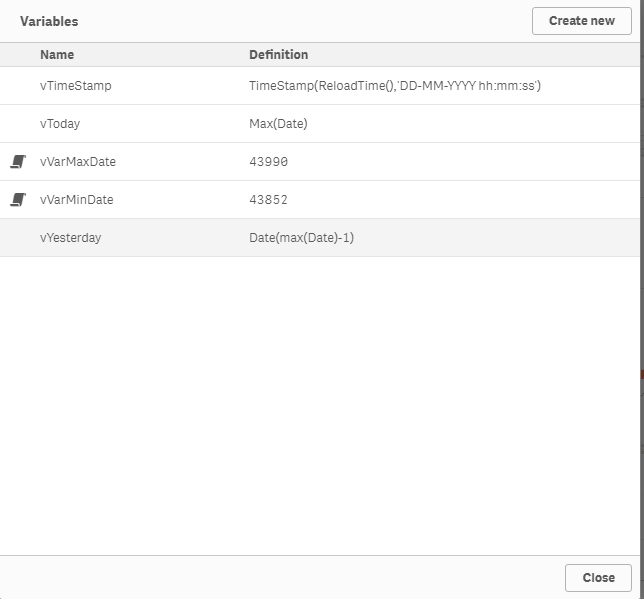 Variables
Create new
Name Definition
vTimeStamp TimeStamp(ReloadTime(),'DD-MM-YYYY hh:mm:ss')
vToday Max(Date)
vVarMaxDate 43990
vVarMinDate 43852
vYesterday Date(max(Date)-1)
Close